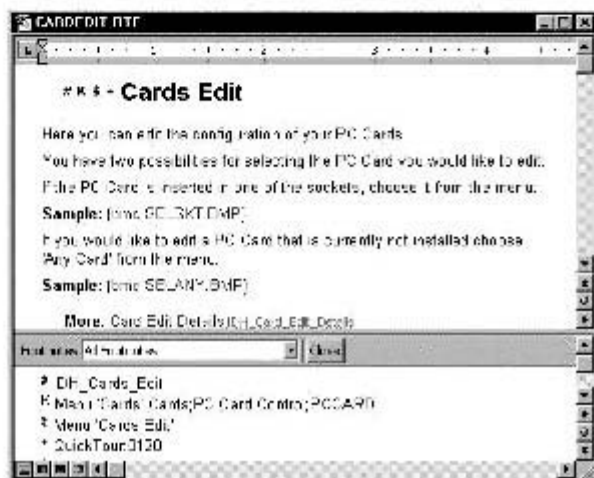 CARDEDIT.RTF
# K $ + Cards Edit
Here you can edit the configuration of your PC Cards
You have two possibilities for selecting the PC Card you would like to edit.
If the PC Card is inserted in one of the sockets, choose it from the menu.
Sample: {bmc SELSKT.BMP}
If you would like to edit a PC Card that is currently not installed choose
'Any Card' from the menu.
Sample: {bmc SELANY.BMP}
More: Card Edit Details DH_Card_Edit_Details
Footnotes All Footnotes Close
# DH_Cards_Edit
K Menu 'Cards' Cards;PC Card Control;PCCARD
$ Menu 'Cards Edit'
+ QuickTour:0120